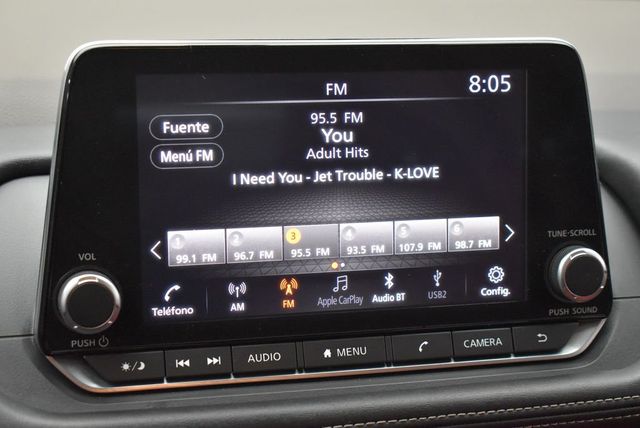 FM
8:05
Fuente
95.5 FM
You
Menú FM
Adult Hits
I Need You - Jet Trouble - K-LOVE
1 2 3 4 5 6
99.1 FM 96.7 FM 95.5 FM 93.5 FM 107.9 FM 98.7 FM
Teléfono AM FM Apple CarPlay Audio BT USB2 Config.
VOL
PUSH
TUNE·SCROLL
PUSH SOUND
AUDIO MENU CAMERA